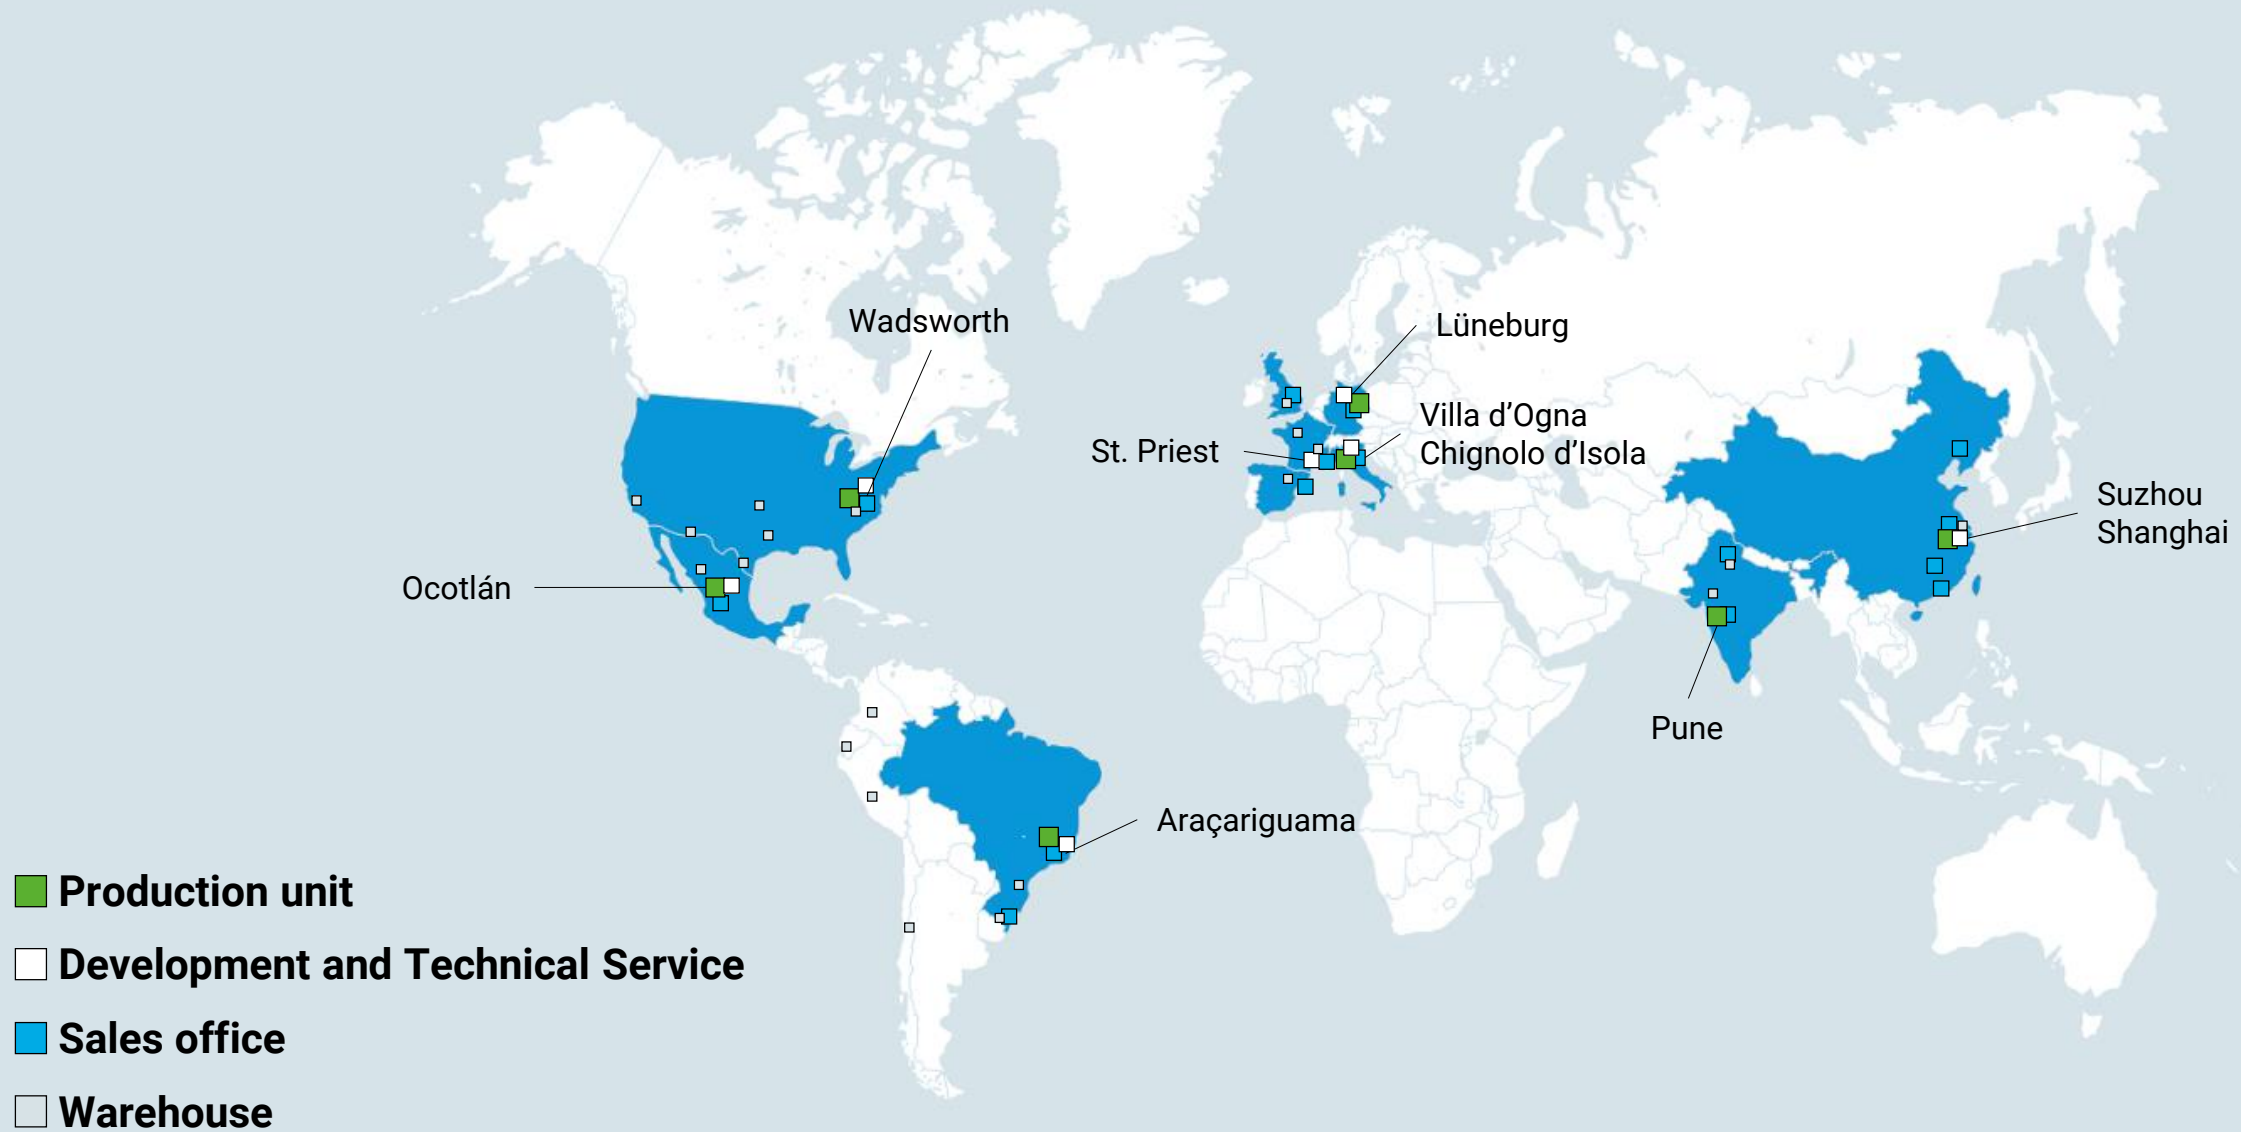 Wadsworth
Lüneburg
Villa d’Ogna
Chignolo d’Isola
St. Priest
Suzhou
Shanghai
Ocotlán
Pune
Araçariguama
Production unit
Development and Technical Service
Sales office
Warehouse